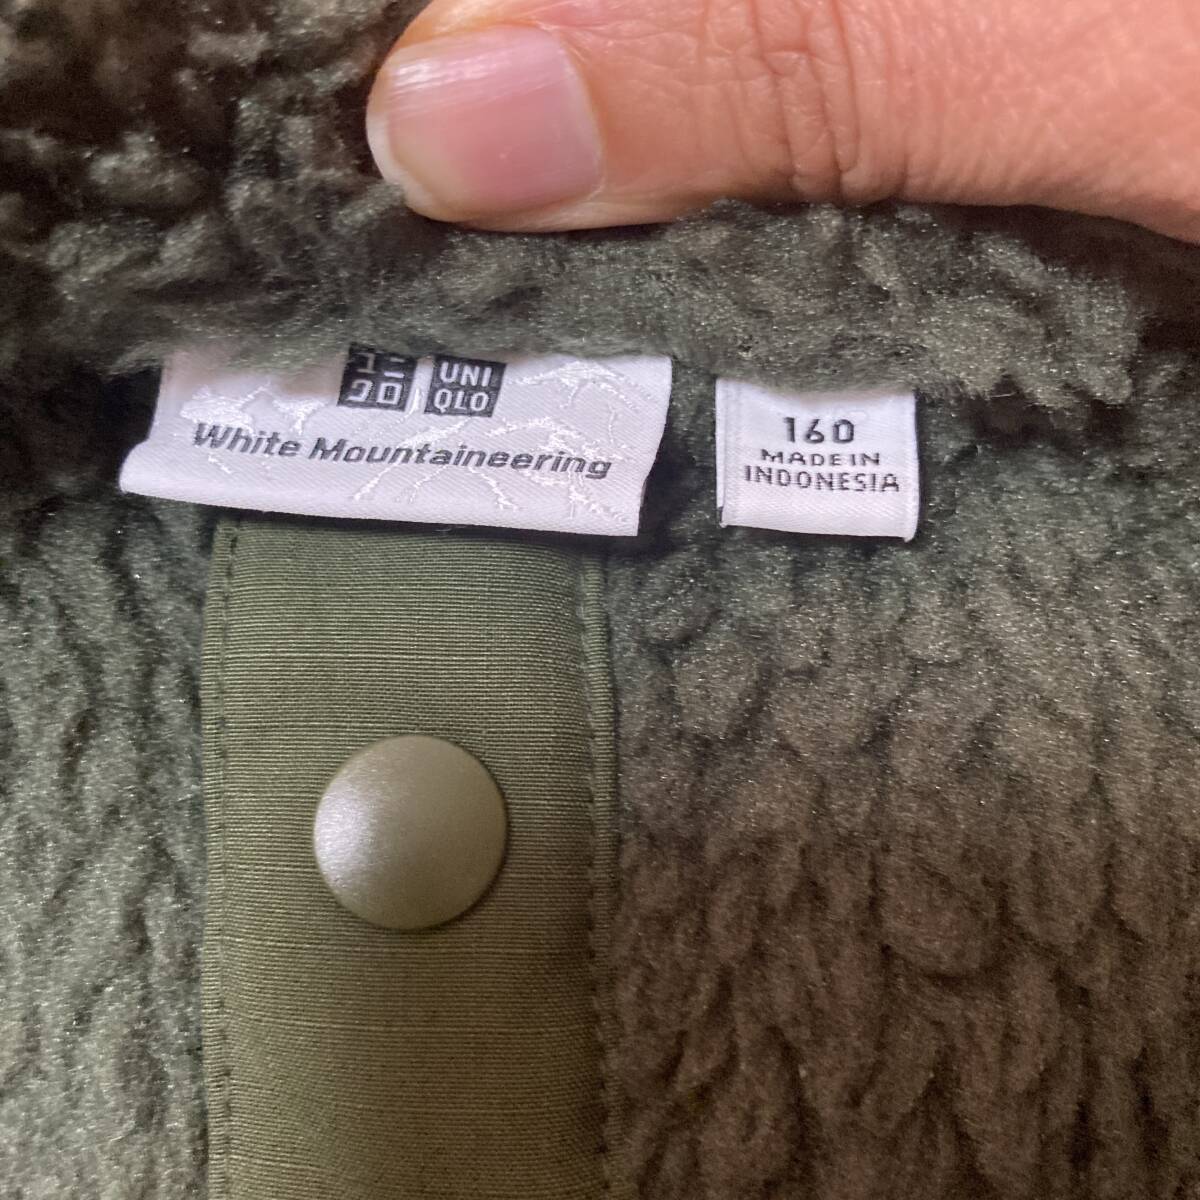 ユニ
クロ
UNI
QLO
White Mountaineering
160
MADE IN
INDONESIA